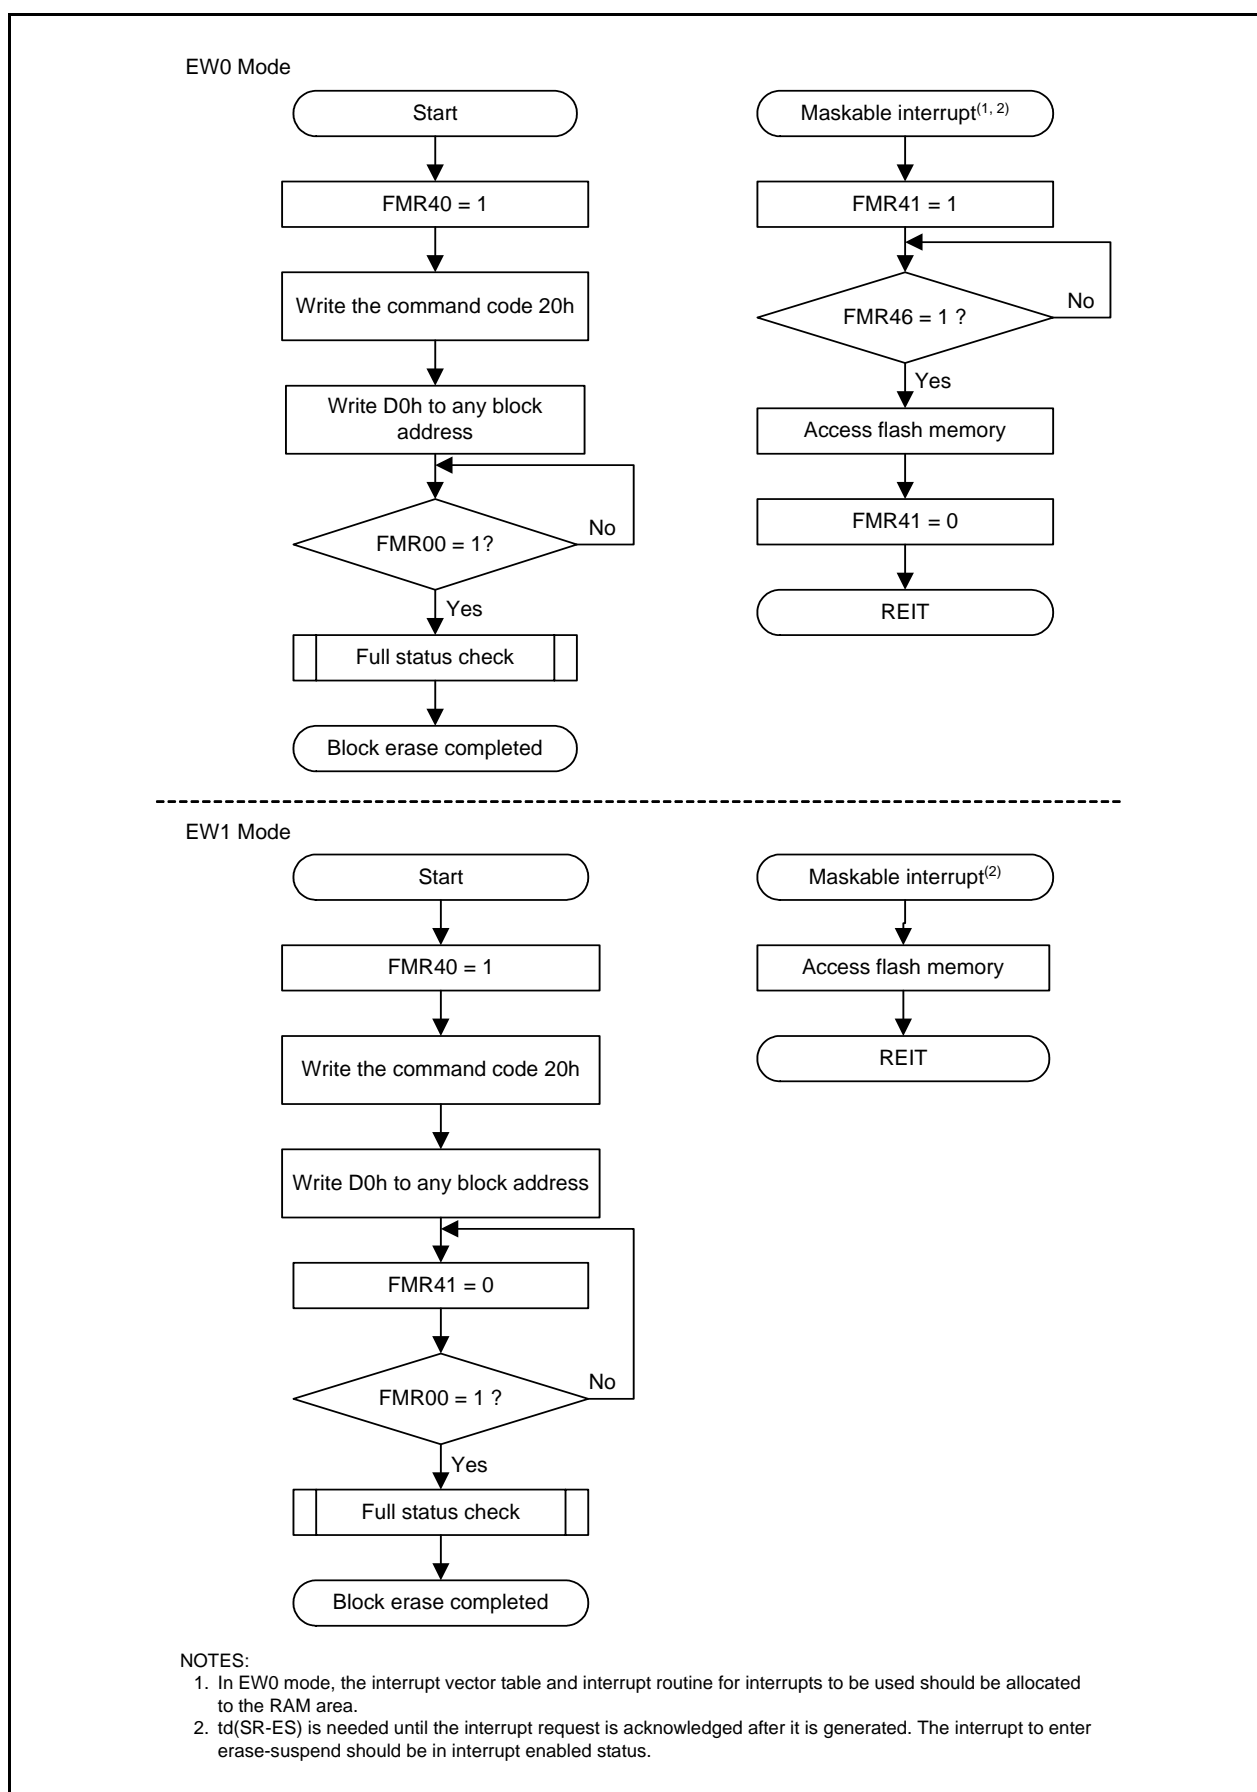 EW0 Mode
Start
FMR40 = 1
Write the command code 20h
Write D0h to any block
address
FMR00 = 1?
No
Yes
Full status check
Block erase completed
Maskable interrupt(1, 2)
FMR41 = 1
FMR46 = 1 ?
No
Yes
Access flash memory
FMR41 = 0
REIT
EW1 Mode
Start
FMR40 = 1
Write the command code 20h
Write D0h to any block address
FMR41 = 0
FMR00 = 1 ?
No
Yes
Full status check
Block erase completed
Maskable interrupt(2)
Access flash memory
REIT
NOTES:
1. In EW0 mode, the interrupt vector table and interrupt routine for interrupts to be used should be allocated
to the RAM area.
2. td(SR-ES) is needed until the interrupt request is acknowledged after it is generated. The interrupt to enter
erase-suspend should be in interrupt enabled status.